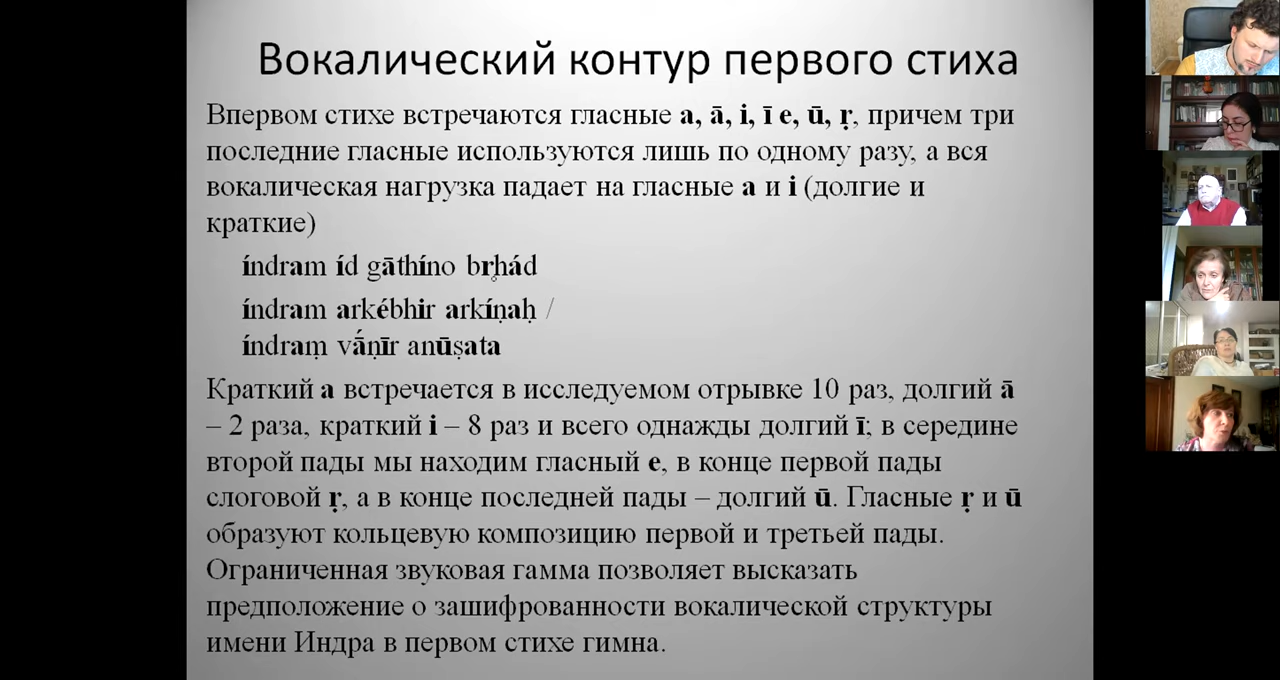 Вокалический контур первого стиха
Впервом стихе встречаются гласные a, ā, i, ī e, ū, ṛ, причем три
последние гласные используются лишь по одному разу, а вся
вокалическая нагрузка падает на гласные a и i (долгие и
краткие)
índram íd gāthíno bṛhád
índram arkébhir arkíṇaḥ /
índraṃ vā́ṇīr anūṣata
Краткий a встречается в исследуемом отрывке 10 раз, долгий ā
– 2 раза, краткий i – 8 раз и всего однажды долгий ī; в середине
второй пады мы находим гласный e, в конце первой пады
слоговой ṛ, а в конце последней пады – долгий ū. Гласные ṛ и ū
образуют кольцевую композицию первой и третьей пады.
Ограниченная звуковая гамма позволяет высказать
предположение о зашифрованности вокалической структуры
имени Индра в первом стихе гимна.